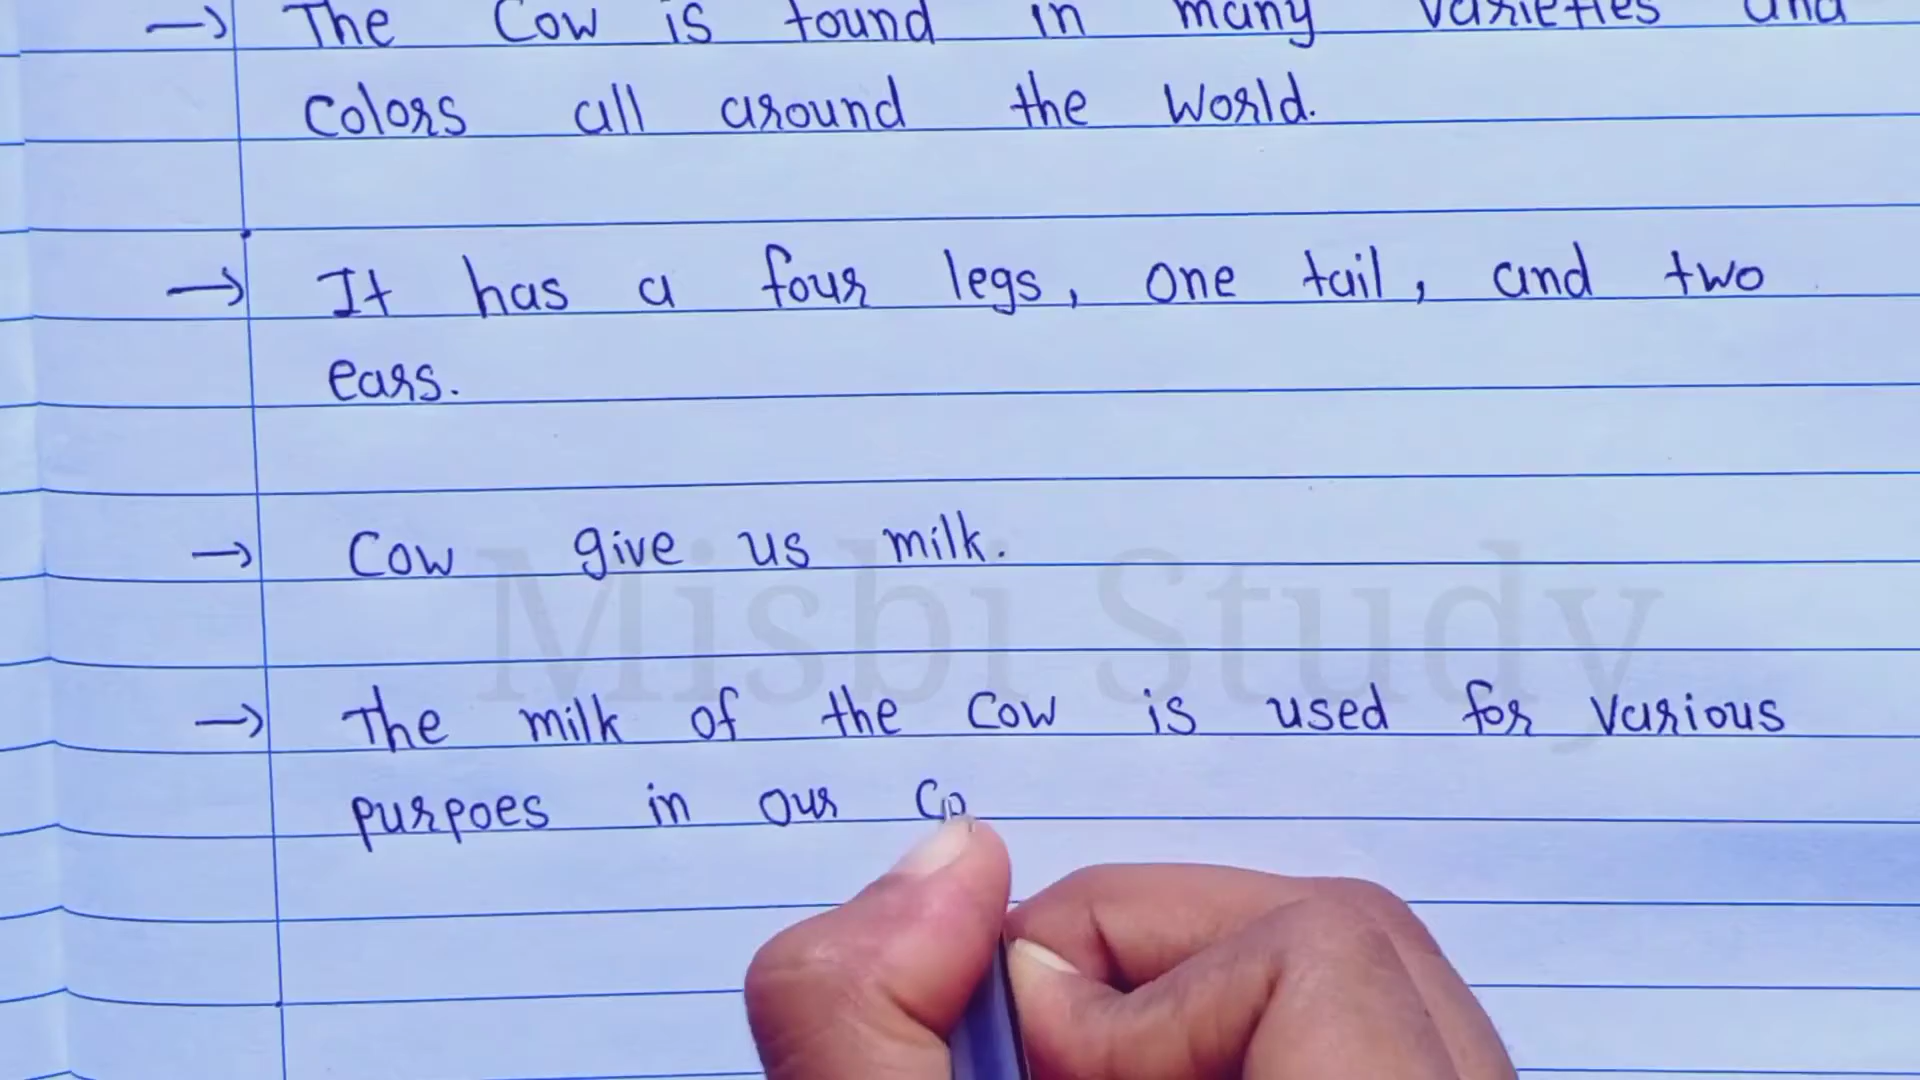 → The Cow is found in many varieties and
colors all around the world.
→ It has a four legs, one tail, and two
ears.
→ Cow give us milk.
Misbi Study
→ The milk of the cow is used for various
purpoes in our co